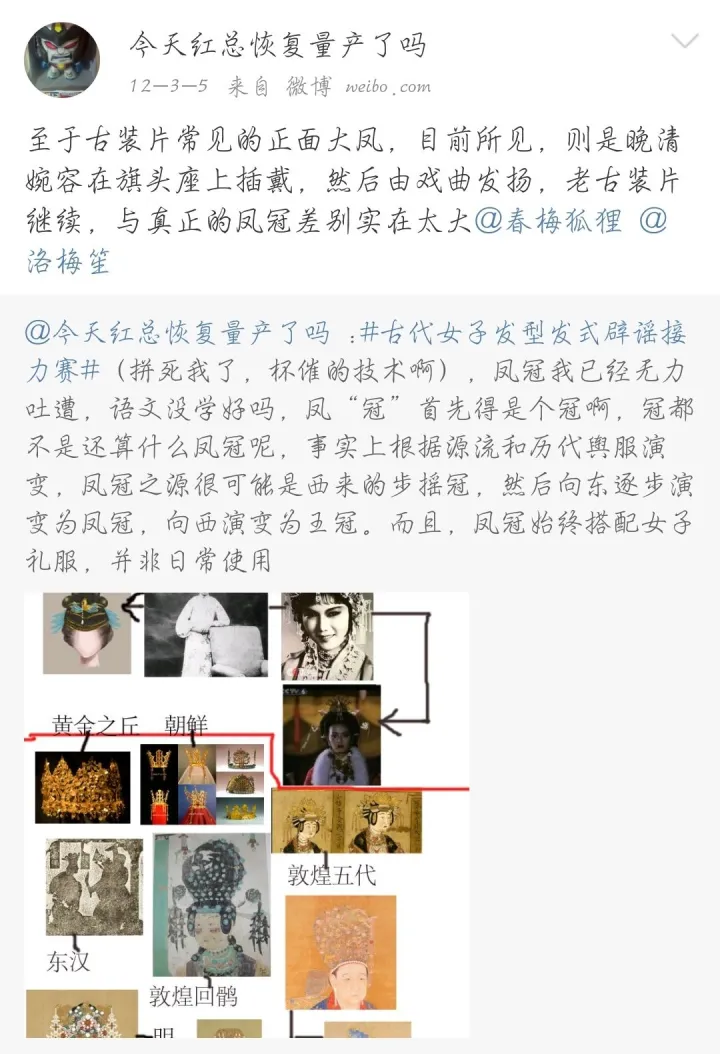 今天红总恢复量产了吗
12-3-5 来自 微博 weibo.com
至于古装片常见的正面大凤，目前所见，则是晚清
婉容在旗头座上插戴，然后由戏曲发扬，老古装片
继续，与真正的凤冠差别实在太大@春梅狐狸 @
洛梅笙
@今天红总恢复量产了吗 :#古代女子发型发式辟谣接
力赛#（拼死我了，杯催的技术啊），凤冠我已经无力
吐遭，语文没学好吗，凤“冠”首先得是个冠啊，冠都
不是还算什么凤冠呢，事实上根据源流和历代舆服演
变，凤冠之源很可能是西来的步摇冠，然后向东逐步演
变为凤冠，向西演变为王冠。而且，凤冠始终搭配女子
礼服，并非日常使用
黄金之丘 朝鲜
敦煌五代
东汉
敦煌回鹘
明